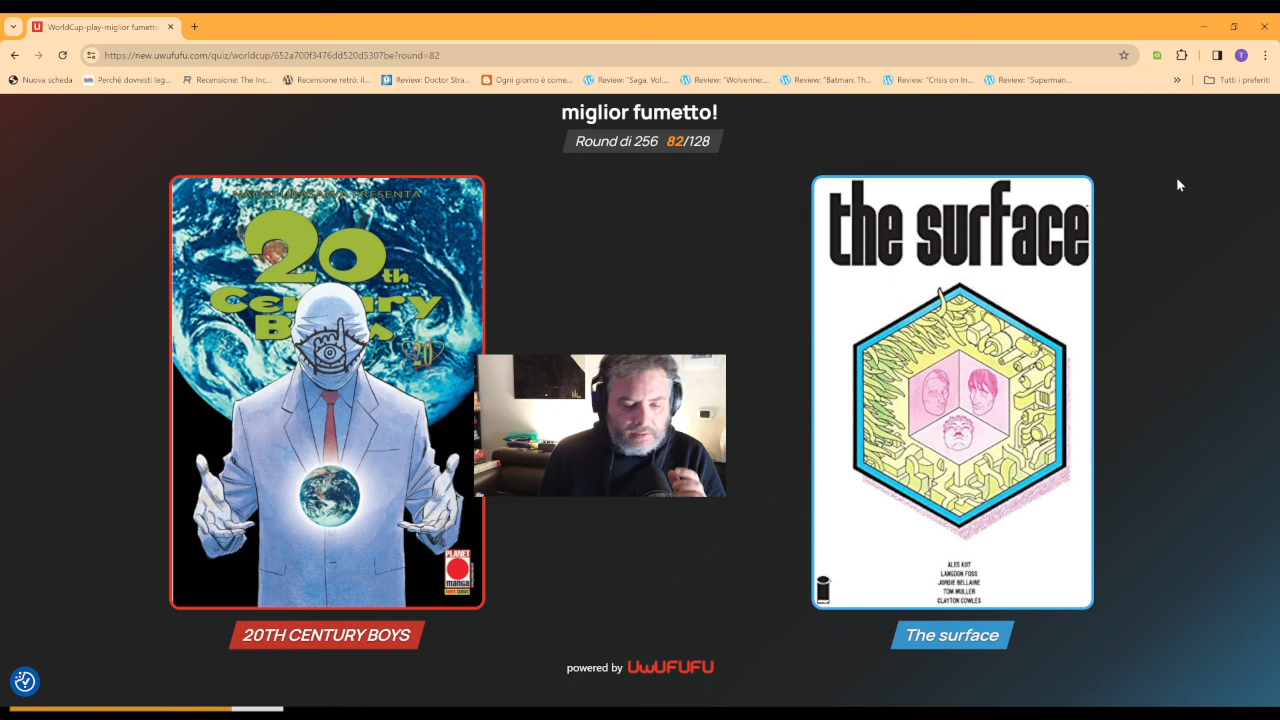 WorldCup-play-miglior fumetto
https://new.uwufufu.com/quiz/worldcup/652a700f3476dd520d5307be?round=82
T
Nuova scheda
Perché dovresti leg...
Recensione: The Inc...
Recensione retrò: il...
Review: Doctor Stra...
Ogni giorno è come...
Review: “Saga, Vol....
Review: “Wolverine:...
Review: “Batman: Th...
Review: “Crisis on In...
Review: “Superman...
»
Tutti i preferiti
miglior fumetto!
Round di 256 82/128
NAOKI URASAWA PRESENTA
20th
Century
Boys
20
PLANET
manga
the surface
ALES KOT
LANGDON FOSS
JORDIE BELLAIRE
TOM MULLER
CLAYTON COWLES
20TH CENTURY BOYS
The surface
powered by UwUFUFU